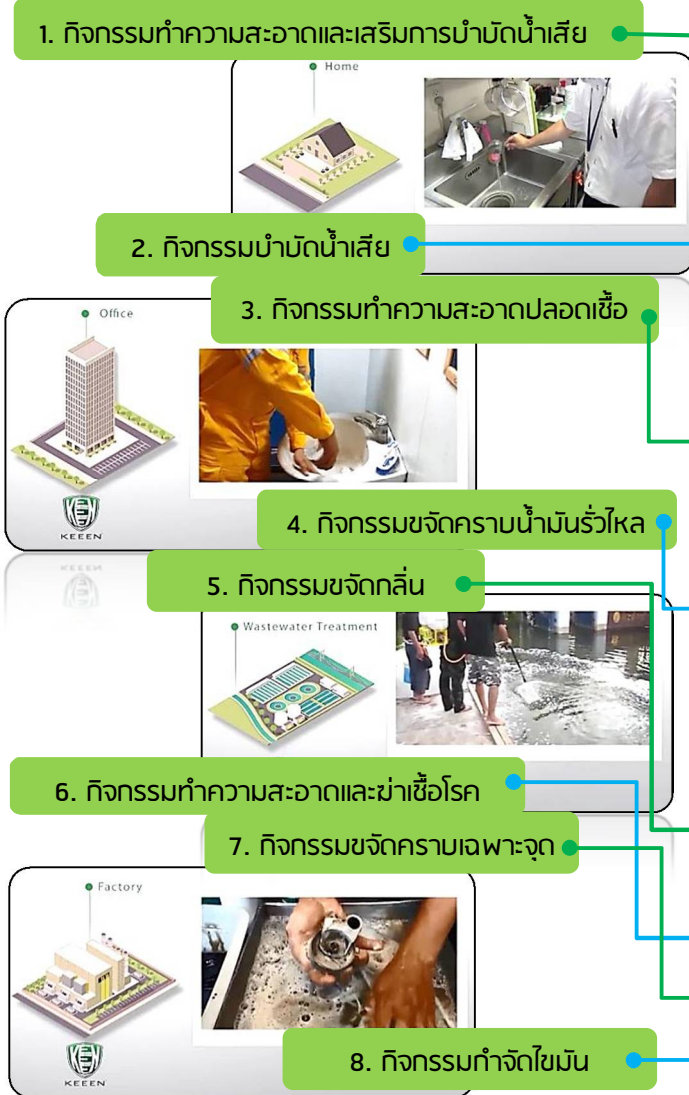 1. กิจกรรมทำความสะอาดและเสริมการบำบัดน้ำเสีย
Home
2. กิจกรรมบำบัดน้ำเสีย
3. กิจกรรมทำความสะอาดปลอดเชื้อ
Office
KEEEN
4. กิจกรรมขจัดคราบน้ำมันรั่วไหล
5. กิจกรรมขจัดกลิ่น
Wastewater Treatment
6. กิจกรรมทำความสะอาดและฆ่าเชื้อโรค
7. กิจกรรมขจัดคราบเฉพาะจุด
Factory
8. กิจกรรมกำจัดไขมัน
KEEEN